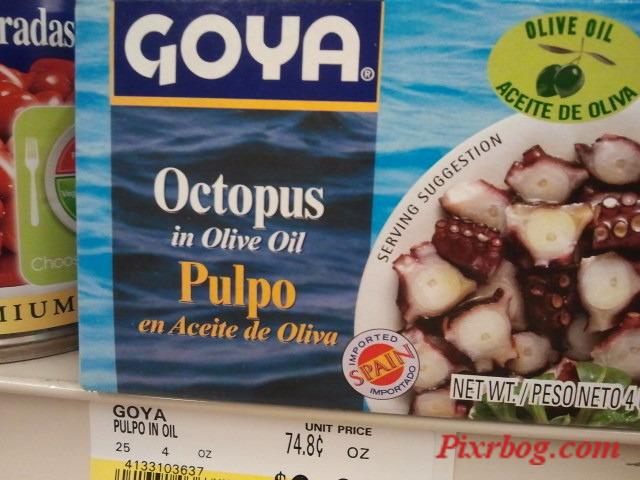 radas
GOYA®
OLIVE OIL
ACEITE DE OLIVA
SERVING SUGGESTION
Octopus
in Olive Oil
Pulpo
en Aceite de Oliva
IMPORTED
SPAIN
IMPORTADO
NET WT. / PESO NETO 4
MIUM
GOYA
PULPO IN OIL
25 4 OZ
4133103637
UNIT PRICE
74.8¢ OZ
$
Pixrbog.com